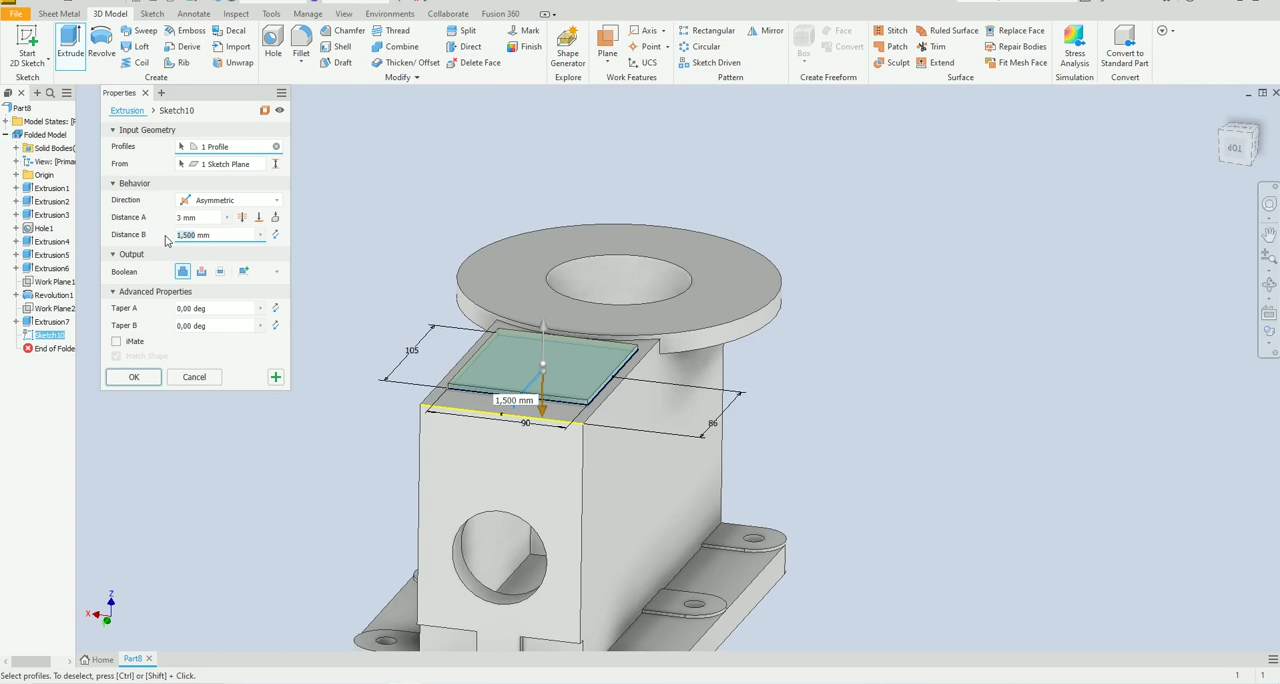 File Sheet Metal 3D Model Sketch Annotate Inspect Tools Manage View Environments Collaborate Fusion 360
Start
2D Sketch
Sketch
Extrude
Revolve
Sweep Emboss Decal
Loft Derive Import
Coil Rib Unwrap
Create
Hole
Fillet
Chamfer Thread Split Mark
Shell Combine Direct Finish
Draft Thicken/ Offset Delete Face
Modify
Shape
Generator
Explore
Plane
Axis
Point
UCS
Work Features
Rectangular Mirror
Circular
Sketch Driven
Pattern
Box
Face
Convert
Create Freeform
Stitch Ruled Surface Replace Face
Patch Trim Repair Bodies
Sculpt Extend Fit Mesh Face
Surface
Stress
Analysis
Simulation
Convert to
Standard Part
Convert
Part8
Model States: [P
Folded Model
Solid Bodies(
View: [Prima
Origin
Extrusion1
Extrusion2
Extrusion3
Hole1
Extrusion4
Extrusion5
Extrusion6
Work Plane1
Revolution1
Work Plane2
Extrusion7
Sketch10
End of Folde
Properties
Extrusion > Sketch10
Input Geometry
Profiles 1 Profile
From 1 Sketch Plane
Behavior
Direction Asymmetric
Distance A 3 mm
Distance B 1,500 mm
Output
Boolean
Advanced Properties
Taper A 0,00 deg
Taper B 0,00 deg
iMate
Match Shape
OK Cancel
TOP
105
1,500 mm
90
86
Z
X
Home Part8
Select profiles. To deselect, press [Ctrl] or [Shift] + Click.
1 1